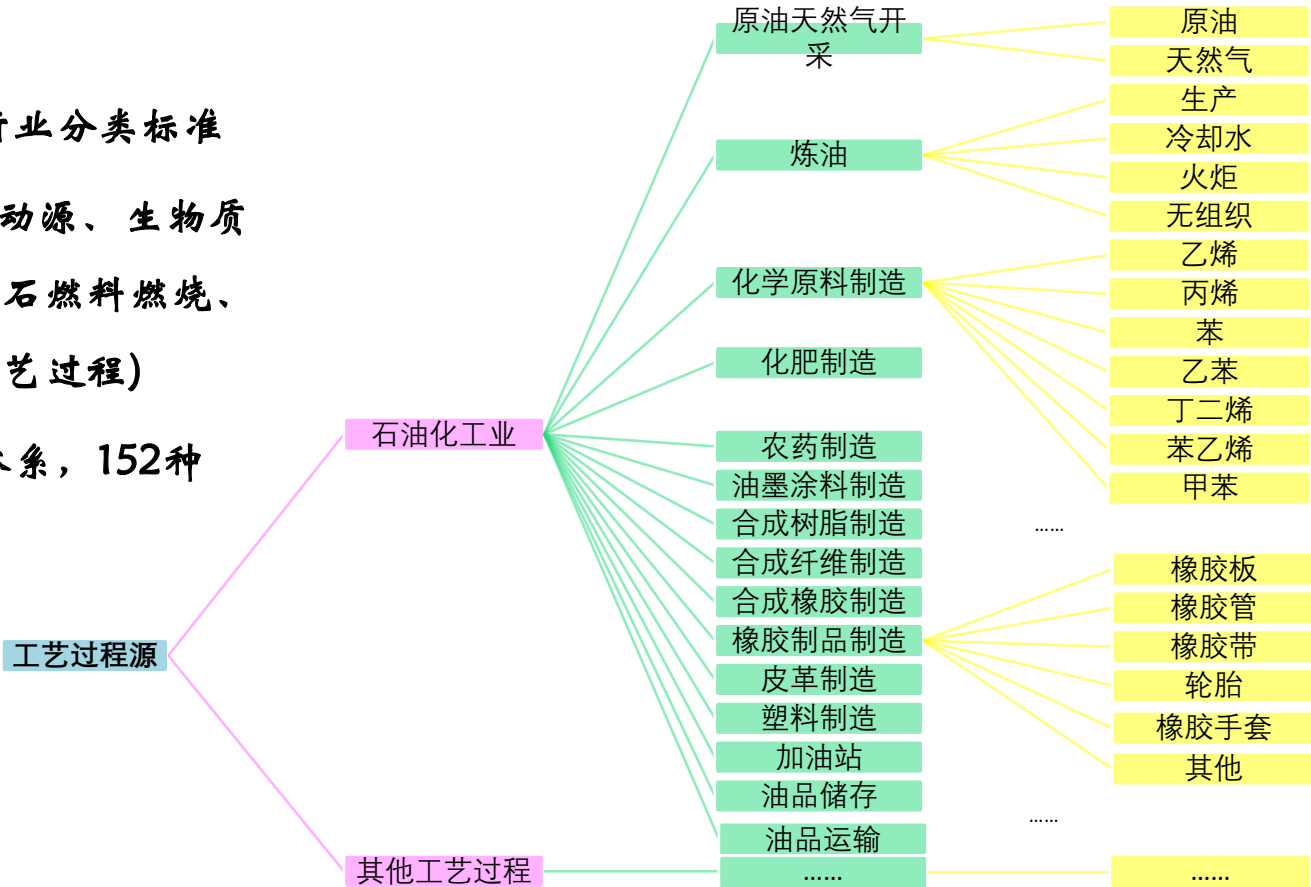 行业分类标准
动源、生物质
石燃料燃烧、
艺过程)
体系，152种
工艺过程源
石油化工业
其他工艺过程
原油天然气开
采
炼油
化学原料制造
化肥制造
农药制造
油墨涂料制造
合成树脂制造
合成纤维制造
合成橡胶制造
橡胶制品制造
皮革制造
塑料制造
加油站
油品储存
油品运输
......
原油
天然气
生产
冷却水
火炬
无组织
乙烯
丙烯
苯
乙苯
丁二烯
苯乙烯
甲苯
......
橡胶板
橡胶管
橡胶带
轮胎
橡胶手套
其他
......
......